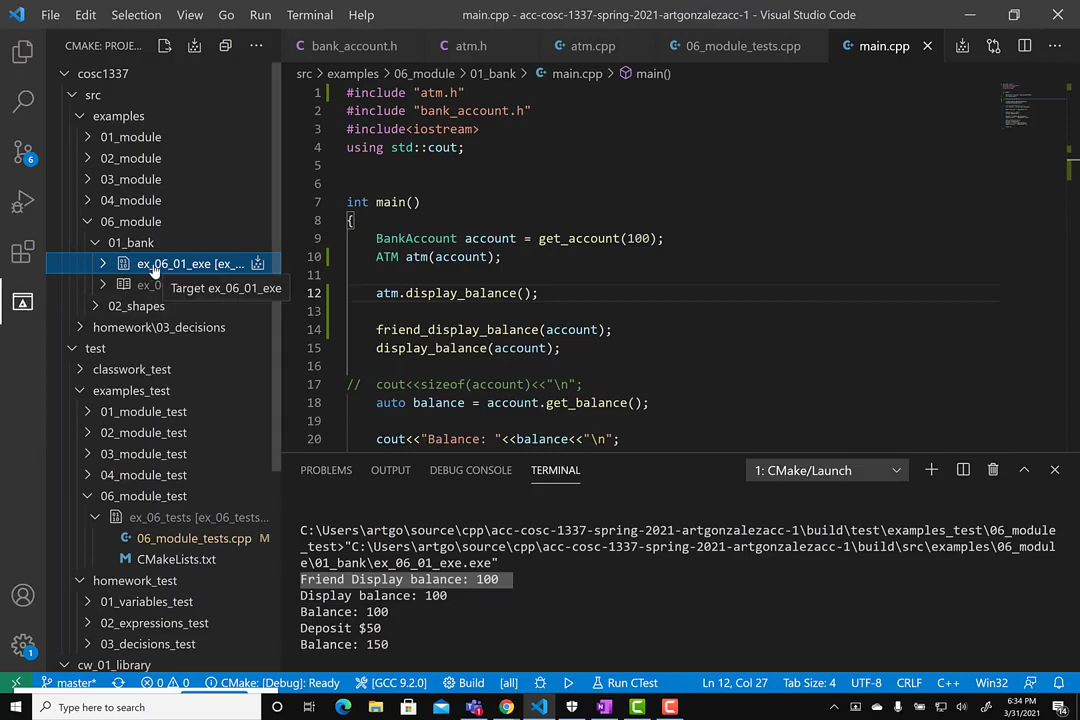 File Edit Selection View Go Run Terminal Help main.cpp - acc-cosc-1337-spring-2021-artgonzalezacc-1 - Visual Studio Code
CMAKE: PROJE... ...
bank_account.h atm.h atm.cpp 06_module_tests.cpp main.cpp
src > examples > 06_module > 01_bank > main.cpp > main()
cosc1337
src
examples
01_module
02_module
03_module
04_module
06_module
01_bank
ex_06_01_exe [ex_...
ex_0
Target ex_06_01_exe
02_shapes
homework\03_decisions
test
classwork_test
examples_test
01_module_test
02_module_test
03_module_test
04_module_test
06_module_test
ex_06_tests [ex_06_tests...
06_module_tests.cpp M
CMakeLists.txt
homework_test
01_variables_test
02_expressions_test
03_decisions_test
cw_01_library
1 #include "atm.h"
2 #include "bank_account.h"
3 #include<iostream>
4 using std::cout;
5
6
7 int main()
8 {
9 BankAccount account = get_account(100);
10 ATM atm(account);
11
12 atm.display_balance();
13
14 friend_display_balance(account);
15 display_balance(account);
16
17 // cout<<sizeof(account)<<"\n";
18 auto balance = account.get_balance();
19
20 cout<<"Balance: "<<balance<<"\n";
PROBLEMS OUTPUT DEBUG CONSOLE TERMINAL 1: CMake/Launch
C:\Users\artgo\source\cpp\acc-cosc-1337-spring-2021-artgonzalezacc-1\build\test\examples_test\06_module
_test>"C:\Users\artgo\source\cpp\acc-cosc-1337-spring-2021-artgonzalezacc-1\build\src\examples\06_modul
e\01_bank\ex_06_01_exe.exe"
Friend Display balance: 100
Display balance: 100
Balance: 100
Deposit $50
Balance: 150
6
1
master* 0 0 CMake: [Debug]: Ready [GCC 9.2.0] Build [all] Run CTest Ln 12, Col 27 Tab Size: 4 UTF-8 CRLF C++ Win32
Type here to search
6:34 PM
3/31/2021